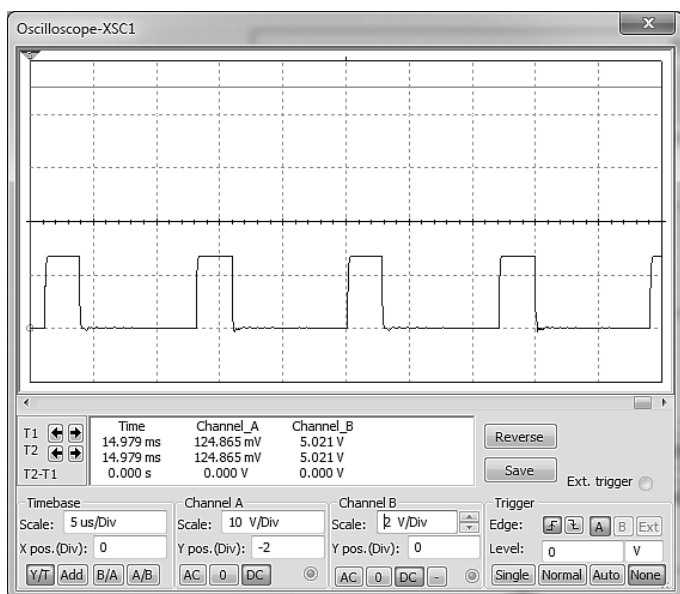 Oscilloscope-XSC1
x
Time Channel_A Channel_B
T1 14.979 ms 124.865 mV 5.021 V
T2 14.979 ms 124.865 mV 5.021 V
T2-T1 0.000 s 0.000 V 0.000 V
Reverse
Save
Ext. trigger
Timebase
Scale: 5 us/Div
X pos.(Div): 0
Y/T Add B/A A/B
Channel A
Scale: 10 V/Div
Y pos.(Div): -2
AC 0 DC
Channel B
Scale: 2 V/Div
Y pos.(Div): 0
AC 0 DC -
Trigger
Edge: A B Ext
Level: 0 V
Single Normal Auto None